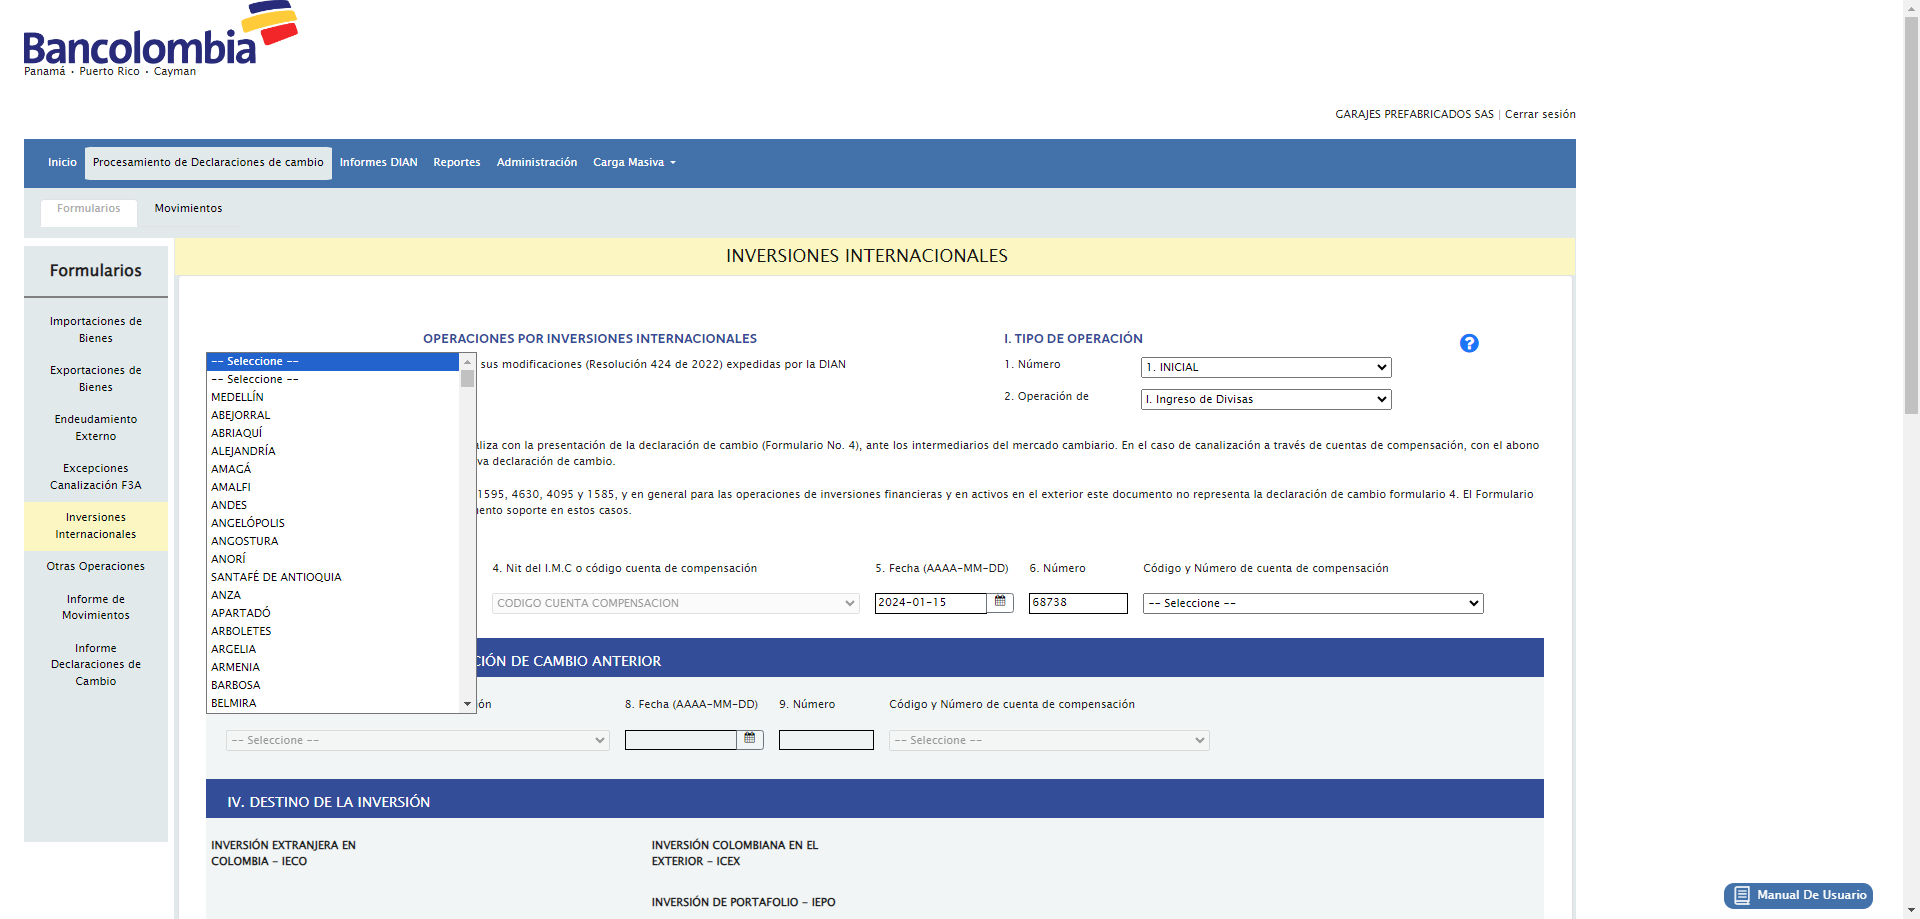 Bancolombia
Panamá • Puerto Rico • Cayman
GARAJES PREFABRICADOS SAS | Cerrar sesión
Inicio Procesamiento de Declaraciones de cambio Informes DIAN Reportes Administración Carga Masiva
Formularios Movimientos
Formularios
Importaciones de
Bienes
Exportaciones de
Bienes
Endeudamiento
Externo
Excepciones
Canalización F3A
Inversiones
Internacionales
Otras Operaciones
Informe de
Movimientos
Informe
Declaraciones de
Cambio
INVERSIONES INTERNACIONALES
OPERACIONES POR INVERSIONES INTERNACIONALES
sus modificaciones (Resolución 424 de 2022) expedidas por la DIAN
I. TIPO DE OPERACIÓN
?
1. Número 1. INICIAL
2. Operación de I. Ingreso de Divisas
-- Seleccione --
-- Seleccione --
MEDELLÍN
ABEJORRAL
ABRIAQUÍ
ALEJANDRÍA
AMAGÁ
AMALFI
ANDES
ANGELÓPOLIS
ANGOSTURA
ANORÍ
SANTAFÉ DE ANTIOQUIA
ANZA
APARTADÓ
ARBOLETES
ARGELIA
ARMENIA
BARBOSA
BELMIRA
aliza con la presentación de la declaración de cambio (Formulario No. 4), ante los intermediarios del mercado cambiario. En el caso de canalización a través de cuentas de compensación, con el abono
va declaración de cambio.
1595, 4630, 4095 y 1585, y en general para las operaciones de inversiones financieras y en activos en el exterior este documento no representa la declaración de cambio formulario 4. El Formulario
ento soporte en estos casos.
4. Nit del I.M.C o código cuenta de compensación 5. Fecha (AAAA-MM-DD) 6. Número Código y Número de cuenta de compensación
CODIGO CUENTA COMPENSACION 2024-01-15 68738 -- Seleccione --
CIÓN DE CAMBIO ANTERIOR
ón 8. Fecha (AAAA-MM-DD) 9. Número Código y Número de cuenta de compensación
-- Seleccione -- -- Seleccione --
IV. DESTINO DE LA INVERSIÓN
INVERSIÓN EXTRANJERA EN
COLOMBIA - IECO
INVERSIÓN COLOMBIANA EN EL
EXTERIOR - ICEX
INVERSIÓN DE PORTAFOLIO - IEPO
Manual De Usuario